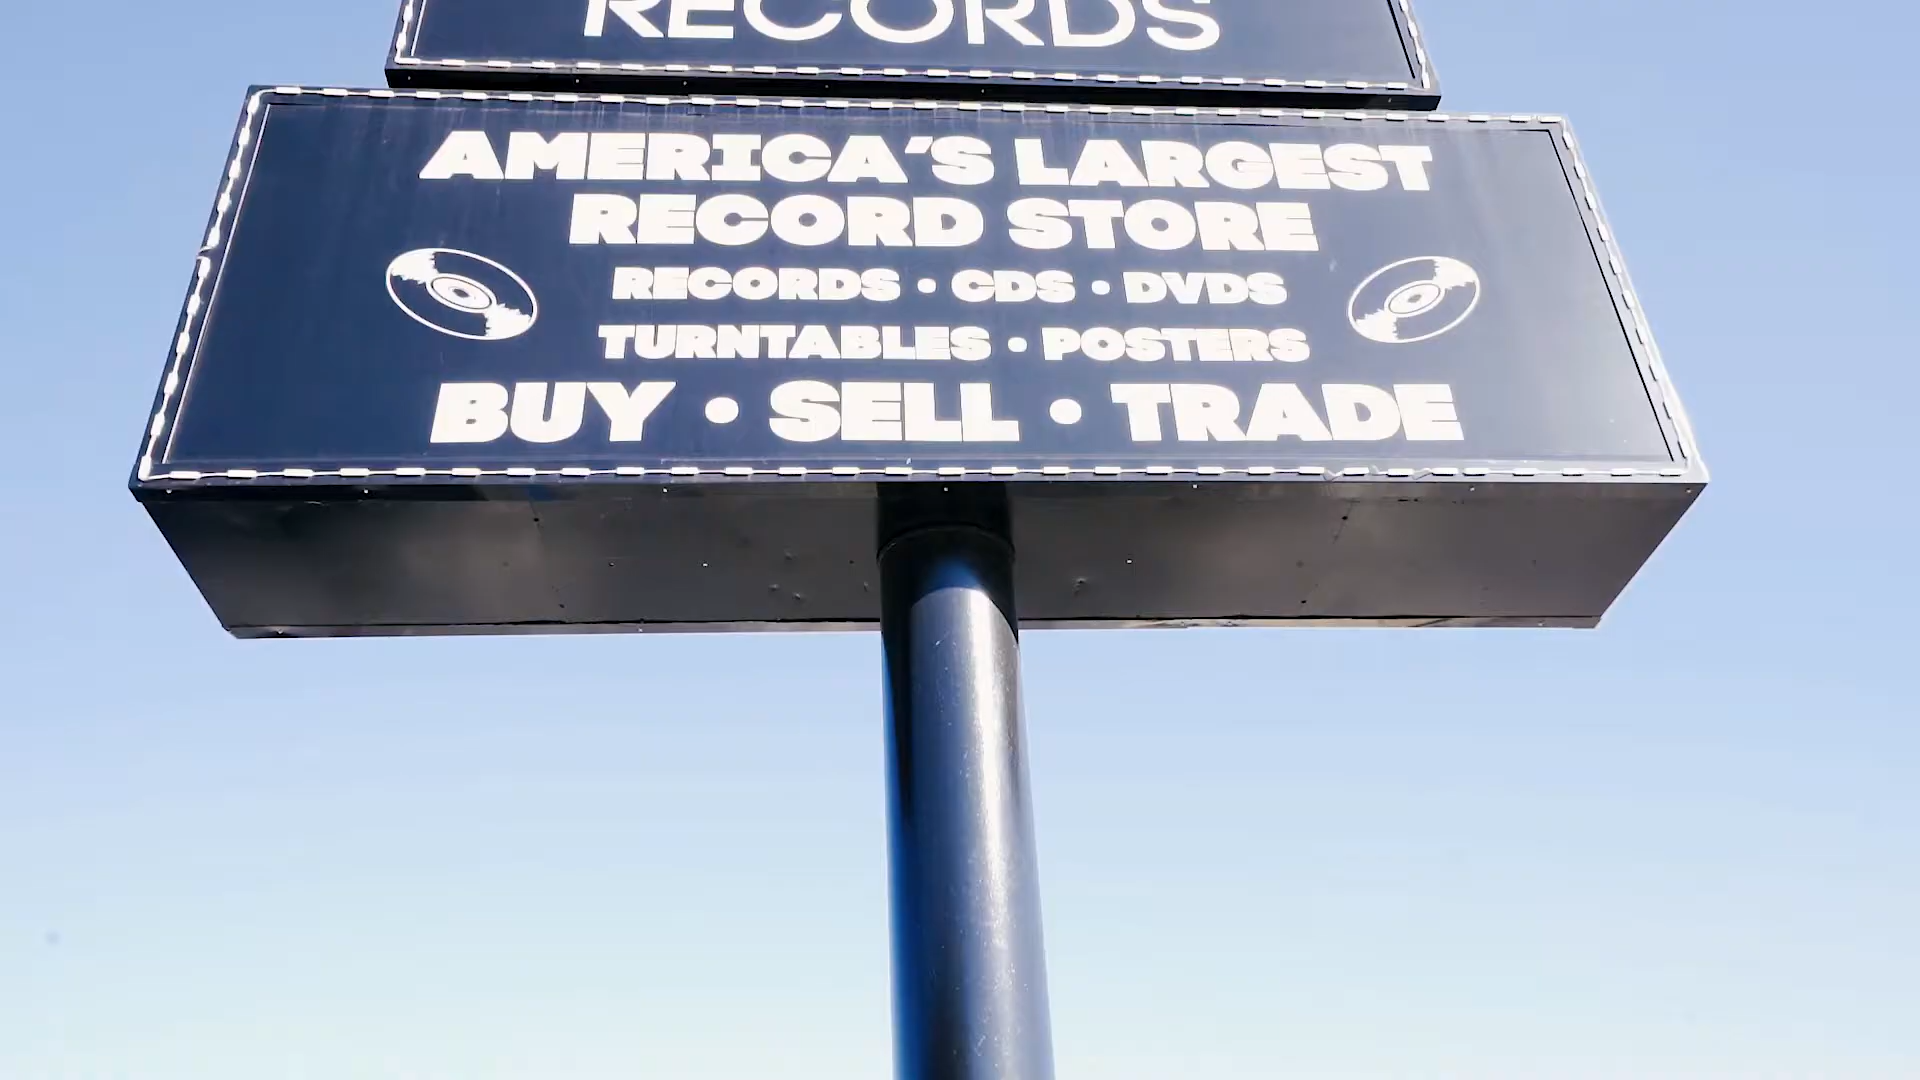 RECORDS
AMERICA'S LARGEST
RECORD STORE
RECORDS • CDS • DVDS
TURNTABLES • POSTERS
BUY • SELL • TRADE